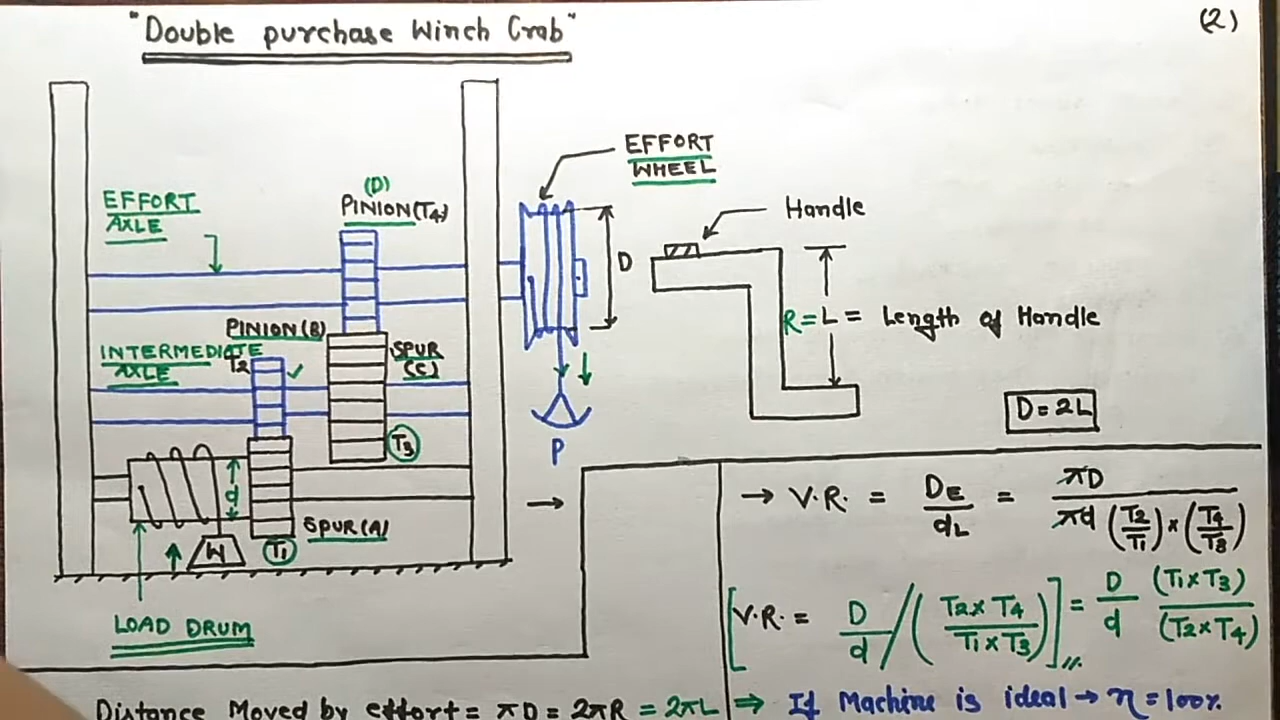 "Double purchase Winch Crab"
(2)
EFFORT WHEEL
(D)
PINION(T4)
EFFORT AXLE
Handle
D
PINION(B)
R=L = Length of Handle
INTERMEDIATE AXLE
T2
SPUR (C)
D=2L
P
T3
d
→ V.R. = DE/dL = πD / πd (T2/T1) × (T4/T3)
SPUR(A)
W
T1
[V.R. = D/d / (T2 × T4 / T1 × T3)] = D/d (T1 × T3)/(T2 × T4)
LOAD DRUM
Distance Moved by effort = πD = 2πR = 2πL ⇒ If Machine is ideal → η = 100%